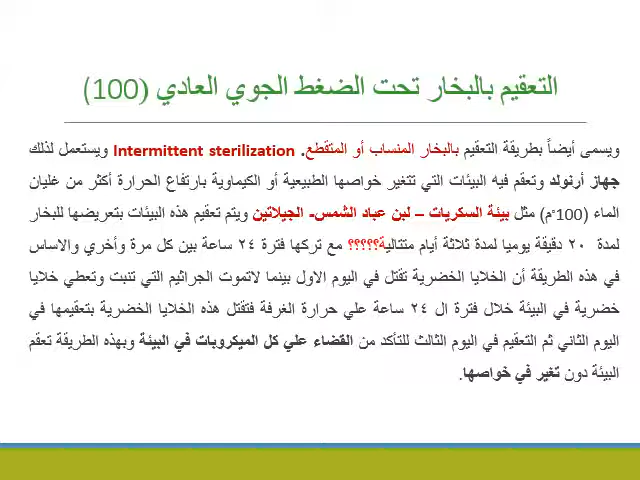 التعقيم بالبخار تحت الضغط الجوي العادي (100)
ويسمى أيضاً بطريقة التعقيم بالبخار المنساب أو المتقطع. Intermittent sterilization ويستعمل لذلك
جهاز أرنولد وتعقم فيه البيئات التي تتغير خواصها الطبيعية أو الكيماوية بارتفاع الحرارة أكثر من غليان
الماء (100°م) مثل بيئة السكريات – لبن عباد الشمس- الجيلاتين ويتم تعقيم هذه البيئات بتعريضها للبخار
لمدة ٢٠ دقيقة يوميا لمدة ثلاثة أيام متتالية؟؟؟؟؟ مع تركها فترة ٢٤ ساعة بين كل مرة وأخري والاساس
في هذه الطريقة أن الخلايا الخضرية تقتل في اليوم الاول بينما لاتموت الجراثيم التي تنبت وتعطي خلايا
خضرية في البيئة خلال فترة ال ٢٤ ساعة علي حرارة الغرفة فتقتل هذه الخلايا الخضرية بتعقيمها في
اليوم الثاني ثم التعقيم في اليوم الثالث للتأكد من القضاء علي كل الميكروبات في البيئة وبهذه الطريقة تعقم
البيئة دون تغير في خواصها.